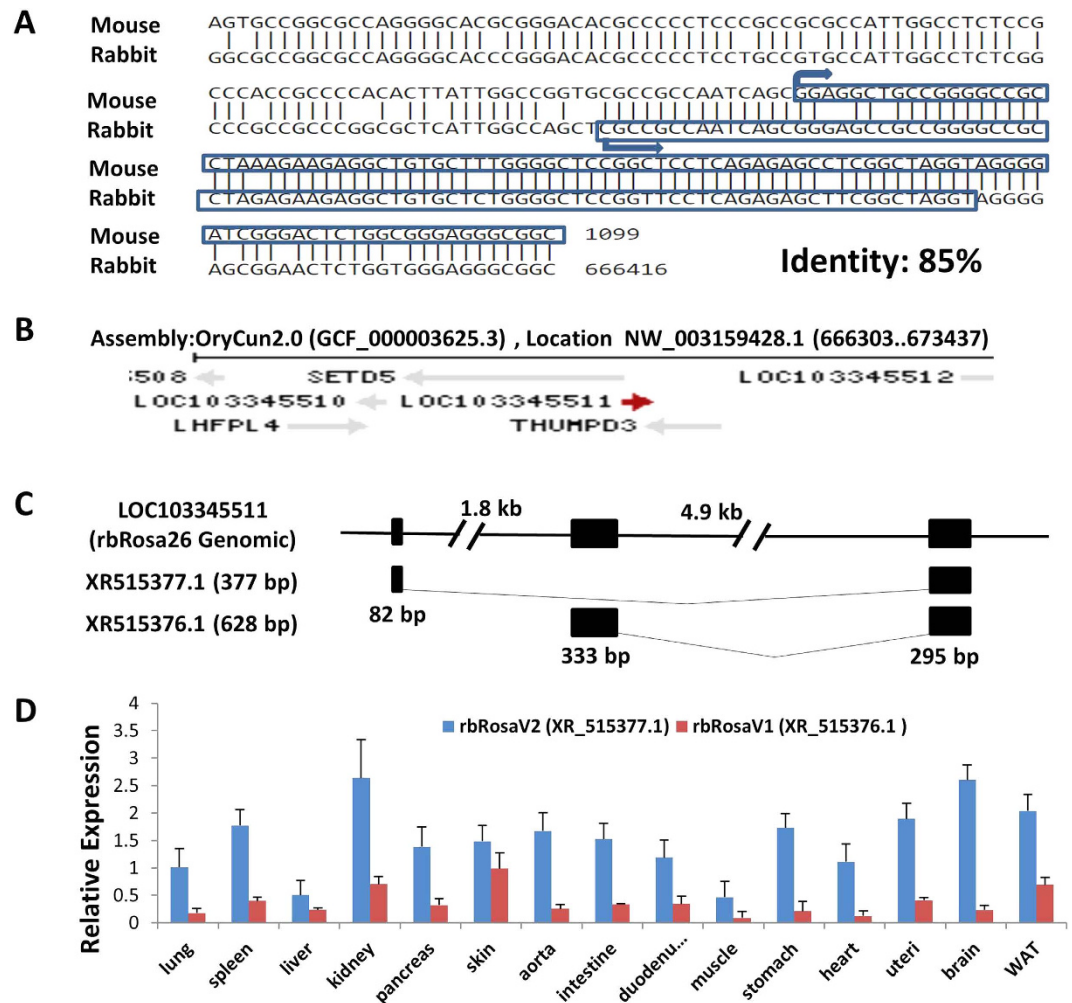 A
Mouse AGTGCCGGCGCCAGGGGCACGCGGGACACGCCCCCTCCCGCCGCGCCATTGGCCTCTCCG
Rabbit GGCGCCGGCGCCAGGGGCACCCGGGACACGCCCCCTCCTGCCGTGCCATTGGCCTCTCGG
Mouse CCCACCGCCCCACACTTATTGGCCGGTGCGCCGCCAATCAGCGGAGGCTGCCGGGGCCGC
Rabbit CCCGCCGCCCGGCGCTCATTGGCCAGCTCGCCGCCAATCAGCGGGAGCCGCCGGGGCCGC
Mouse CTAAAGAAGAGGCTGTGCTTTGGGGCTCCGGCTCCTCAGAGAGCCTCGGCTAGGTAGGGG
Rabbit CTAGAGAAGAGGCTGTGCTCTGGGGCTCCGGTTCCTCAGAGAGCTTCGGCTAGGTAGGGG
Mouse ATCGGGACTCTGGCGGGAGGGCGGC 1099
Rabbit AGCGGAACTCTGGTGGGAGGGCGGC 666416
Identity: 85%
B
Assembly:OryCun2.0 (GCF_000003625.3) , Location NW_003159428.1 (666303..673437)
5508 SETD5 LOC103345512
LOC103345510 LOC103345511
LHFPL4 THUMPD3
C
LOC103345511
(rbRosa26 Genomic)
1.8 kb 4.9 kb
XR515377.1 (377 bp)
82 bp
XR515376.1 (628 bp)
333 bp 295 bp
D
Relative Expression
4
3.5
3
2.5
2
1.5
1
0.5
0
rbRosaV2 (XR_515377.1) rbRosaV1 (XR_515376.1 )
lung spleen liver kidney pancreas skin aorta intestine duodenu... muscle stomach heart uteri brain WAT